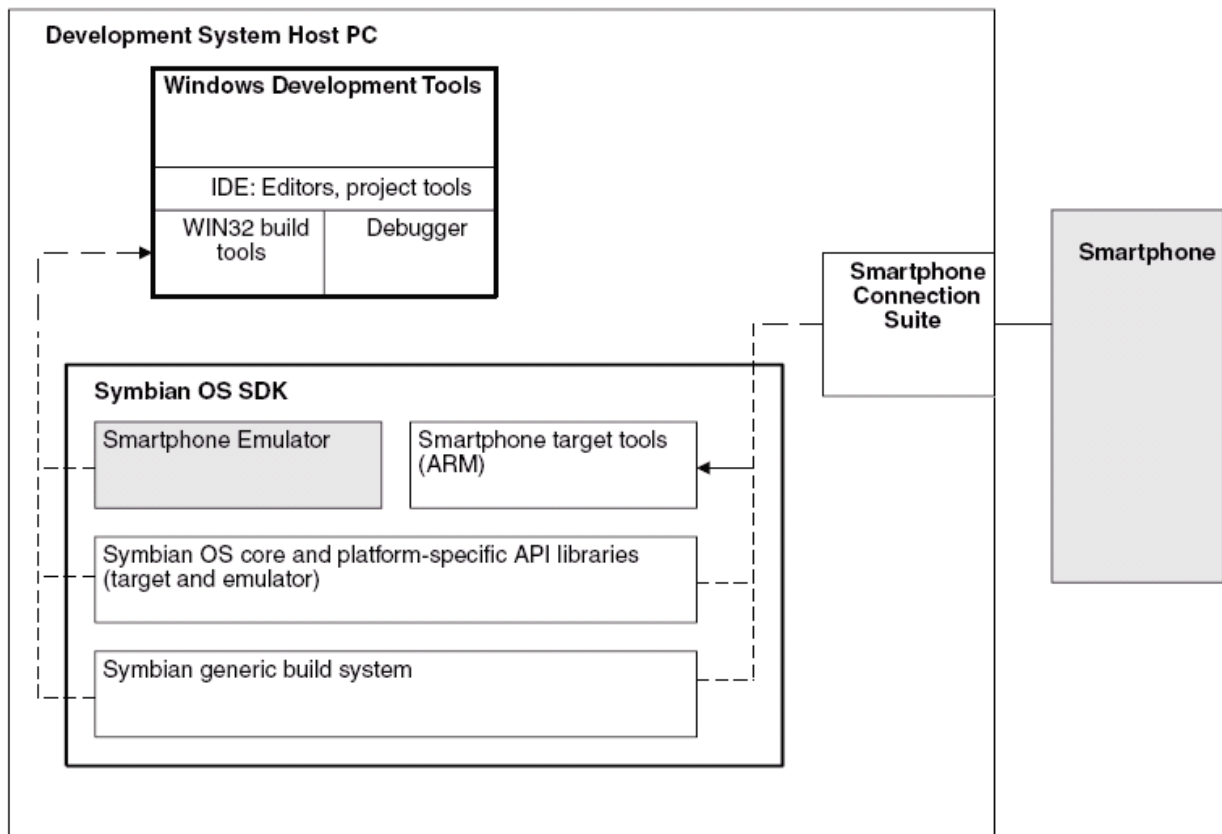 Development System Host PC
Windows Development Tools
IDE: Editors, project tools
WIN32 build
tools
Debugger
Smartphone
Connection
Suite
Smartphone
Symbian OS SDK
Smartphone Emulator
Smartphone target tools
(ARM)
Symbian OS core and platform-specific API libraries
(target and emulator)
Symbian generic build system